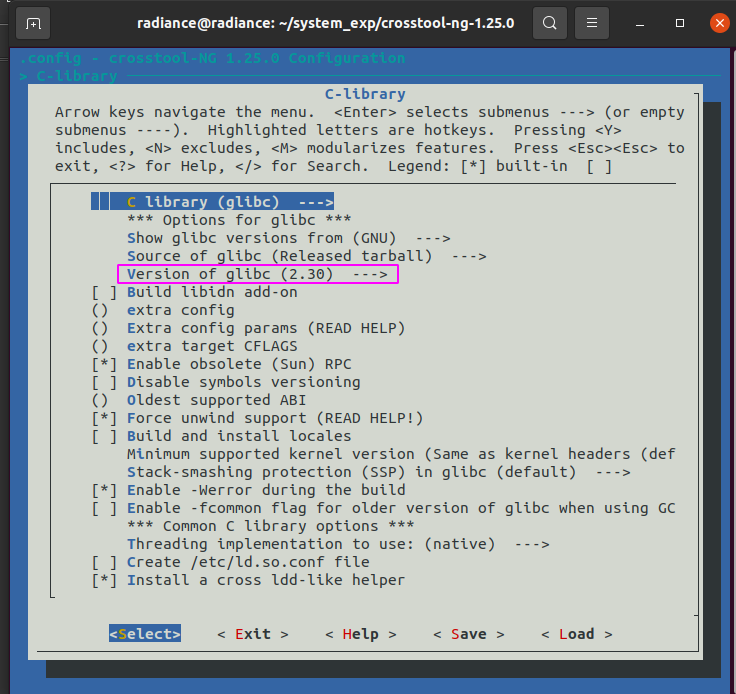 radiance@radiance: ~/system_exp/crosstool-ng-1.25.0
.config - crosstool-NG 1.25.0 Configuration
> C-library
C-library
Arrow keys navigate the menu.  <Enter> selects submenus ---> (or empty
submenus ----).  Highlighted letters are hotkeys.  Pressing <Y>
includes, <N> excludes, <M> modularizes features.  Press <Esc><Esc> to
exit, <?> for Help, </> for Search.  Legend: [*] built-in  [ ]
C library (glibc)  --->
*** Options for glibc ***
Show glibc versions from (GNU)  --->
Source of glibc (Released tarball)  --->
Version of glibc (2.30)  --->
[ ] Build libidn add-on
()  extra config
()  Extra config params (READ HELP)
()  extra target CFLAGS
[*] Enable obsolete (Sun) RPC
[ ] Disable symbols versioning
()  Oldest supported ABI
[*] Force unwind support (READ HELP!)
[ ] Build and install locales
Minimum supported kernel version (Same as kernel headers (def
Stack-smashing protection (SSP) in glibc (default)  --->
[*] Enable -Werror during the build
[ ] Enable -fcommon flag for older version of glibc when using GC
*** Common C library options ***
Threading implementation to use: (native)  --->
[ ] Create /etc/ld.so.conf file
[*] Install a cross ldd-like helper
<Select>    < Exit >    < Help >    < Save >    < Load >